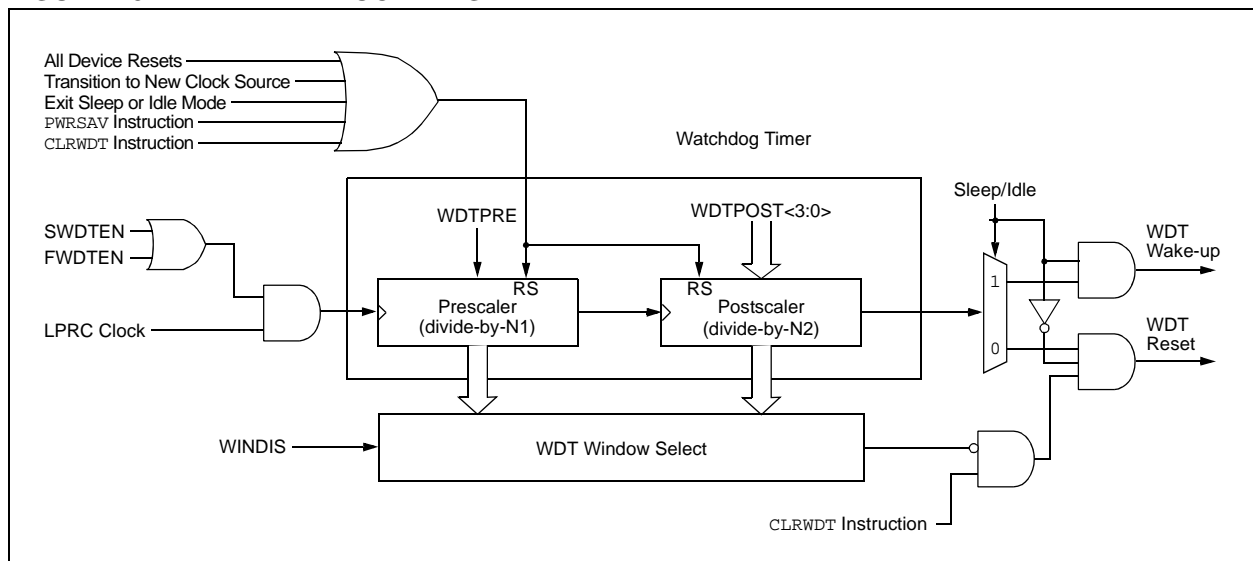 All Device Resets
Transition to New Clock Source
Exit Sleep or Idle Mode
PWRSAV Instruction
CLRWDT Instruction
Watchdog Timer
Sleep/Idle
WDTPRE
WDTPOST<3:0>
SWDTEN
FWDTEN
WDT
Wake-up
RS
Prescaler
(divide-by-N1)
RS
Postscaler
(divide-by-N2)
1
0
LPRC Clock
WDT
Reset
WINDIS
WDT Window Select
CLRWDT Instruction